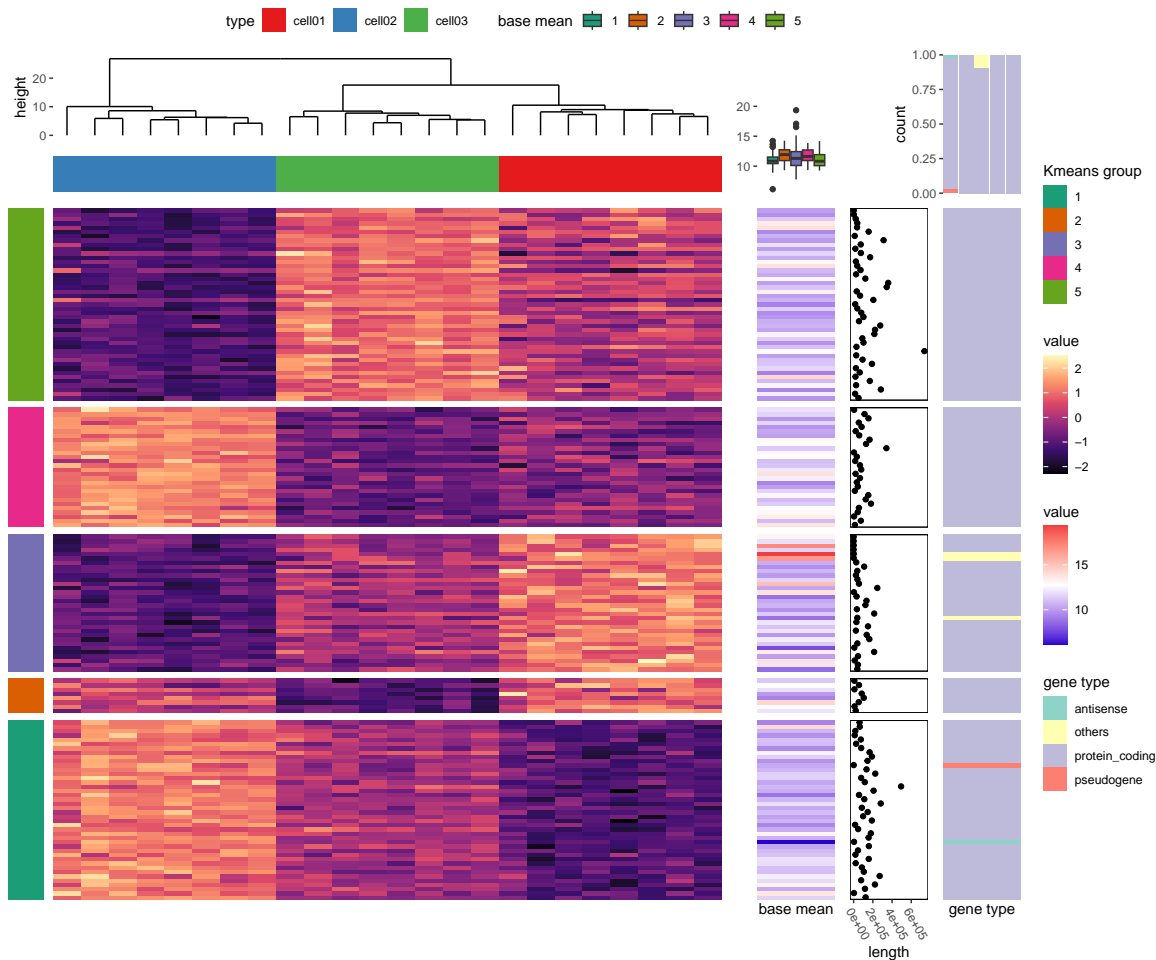 type cell01 cell02 cell03 base mean 1 2 3 4 5
height
20
10
0
20
15
10
count
1.00
0.75
0.50
0.25
0.00
Kmeans group
1
2
3
4
5
value
2
1
0
−1
−2
value
15
10
gene type
antisense
others
protein_coding
pseudogene
base mean
0e+00
2e+05
4e+05
6e+05
length
gene type